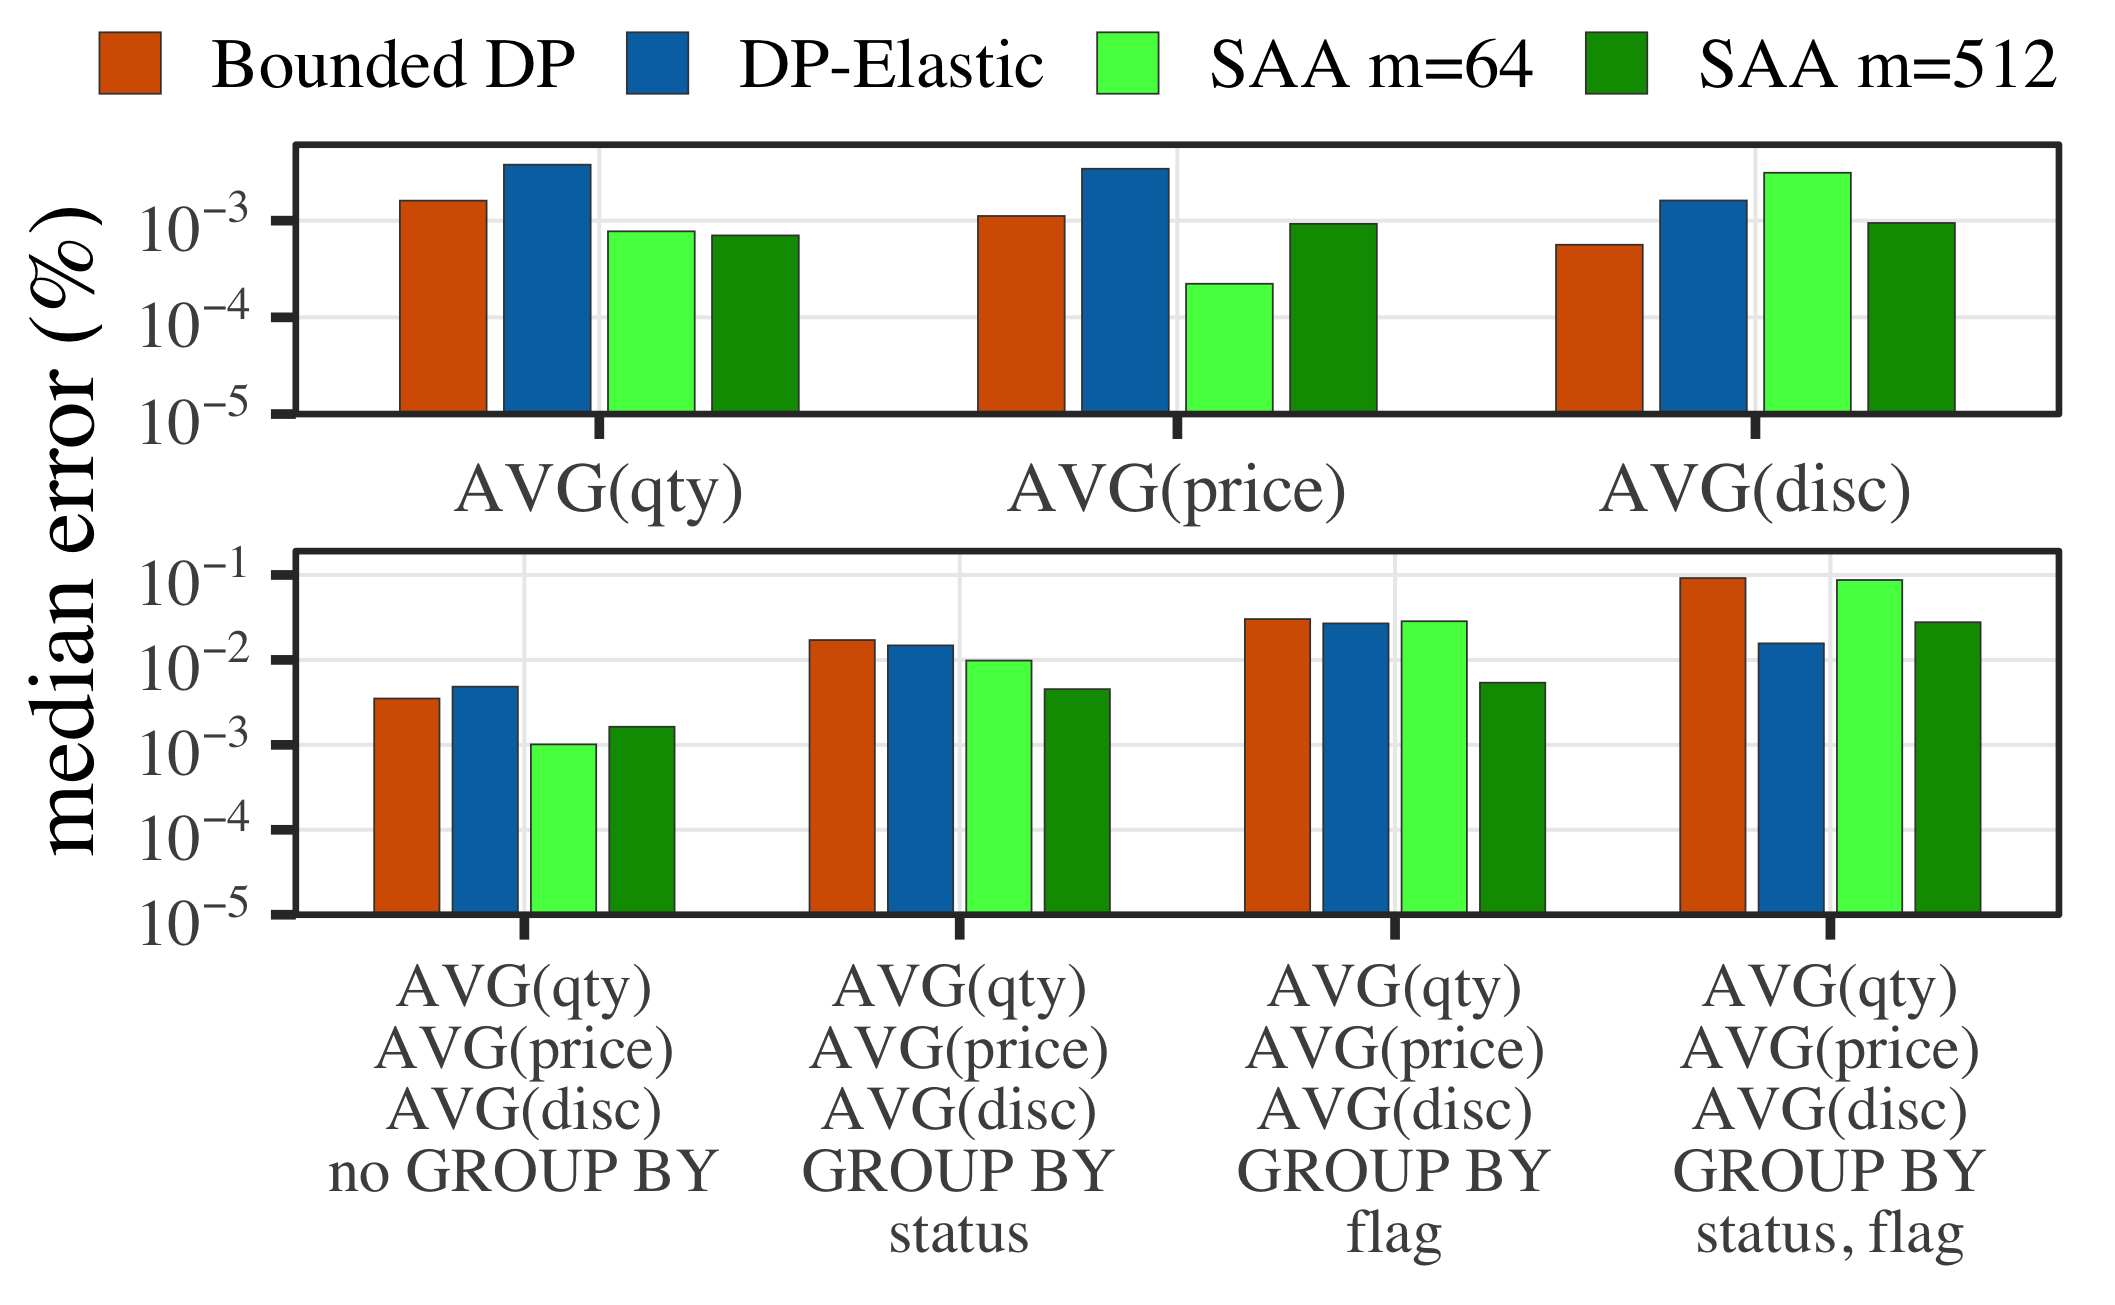 Bounded DP DP-Elastic SAA m=64 SAA m=512
median error (%)
10⁻³
10⁻⁴
10⁻⁵
AVG(qty) AVG(price) AVG(disc)
10⁻¹
10⁻²
10⁻³
10⁻⁴
10⁻⁵
AVG(qty) AVG(qty) AVG(qty) AVG(qty)
AVG(price) AVG(price) AVG(price) AVG(price)
AVG(disc) AVG(disc) AVG(disc) AVG(disc)
no GROUP BY GROUP BY GROUP BY GROUP BY
status flag status, flag